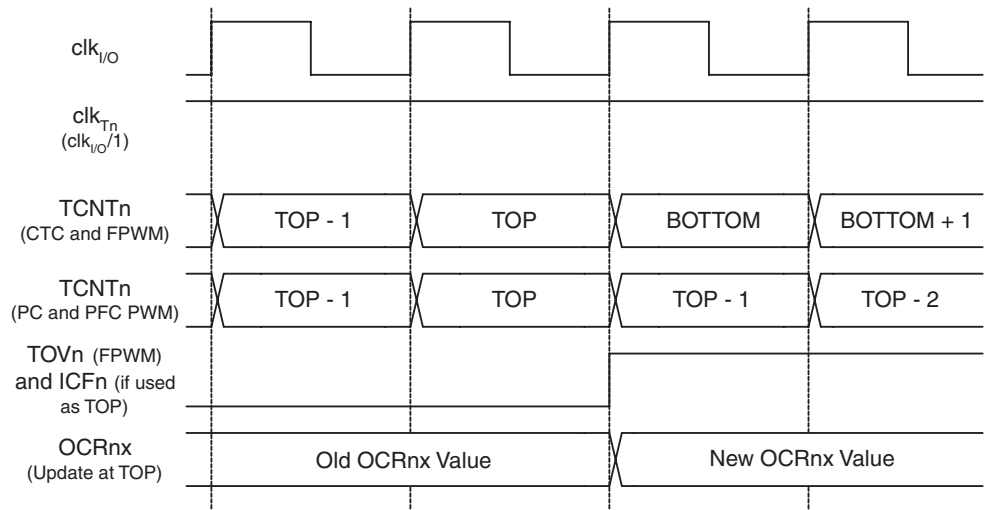 clkI/O
clkTn
(clkI/O/1)
TCNTn
(CTC and FPWM)
TOP - 1
TOP
BOTTOM
BOTTOM + 1
TCNTn
(PC and PFC PWM)
TOP - 1
TOP
TOP - 1
TOP - 2
TOVn (FPWM)
and ICFn (if used
as TOP)
OCRnx
(Update at TOP)
Old OCRnx Value
New OCRnx Value